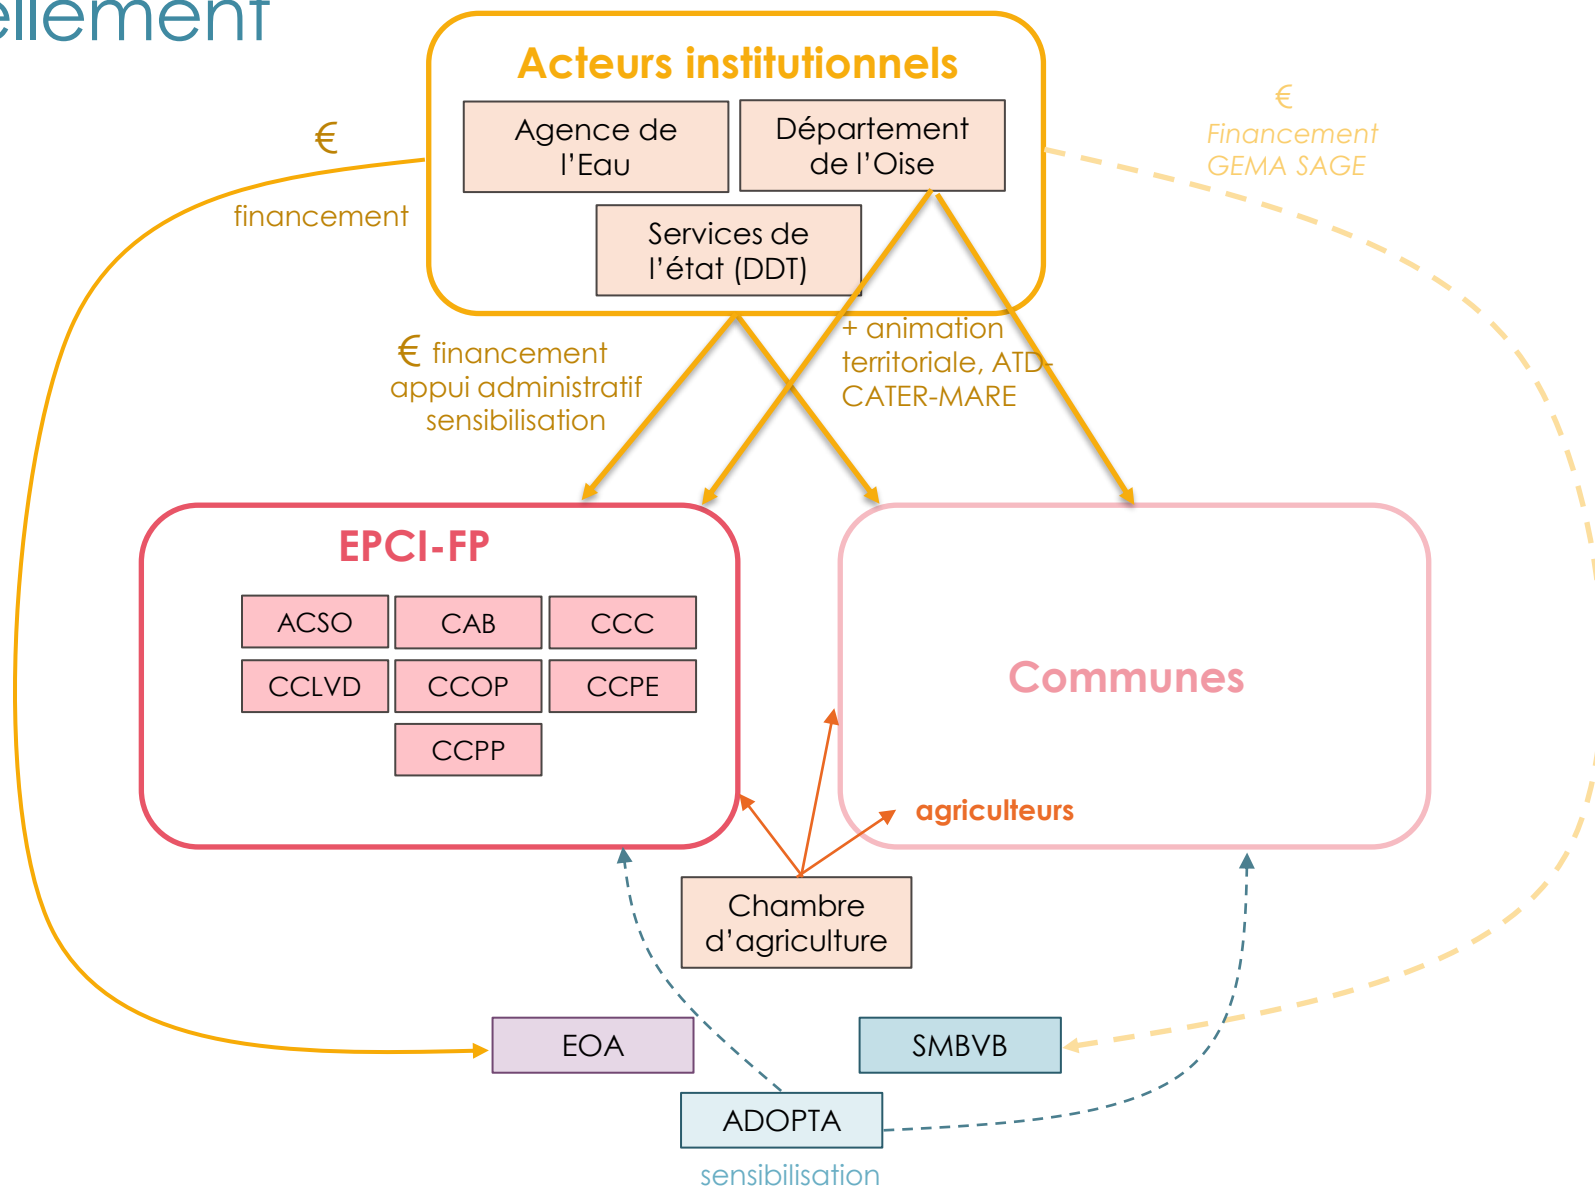 ellement
Acteurs institutionnels
Agence de
l’Eau
Département
de l’Oise
Services de
l’état (DDT)
€
financement
€
Financement
GEMA SAGE
€ financement
appui administratif
sensibilisation
+ animation
territoriale, ATD-
CATER-MARE
EPCI-FP
ACSO
CAB
CCC
CCLVD
CCOP
CCPE
CCPP
Communes
agriculteurs
Chambre
d’agriculture
EOA
SMBVB
ADOPTA
sensibilisation